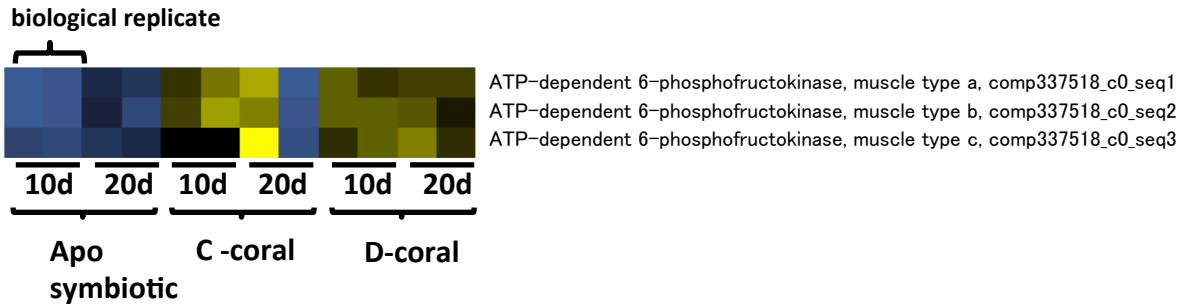 biological replicate
ATP-dependent 6-phosphofructokinase, muscle type a, comp337518_c0_seq1
ATP-dependent 6-phosphofructokinase, muscle type b, comp337518_c0_seq2
ATP-dependent 6-phosphofructokinase, muscle type c, comp337518_c0_seq3
10d 20d 10d 20d 10d 20d
Apo C -coral D-coral
symbiotic